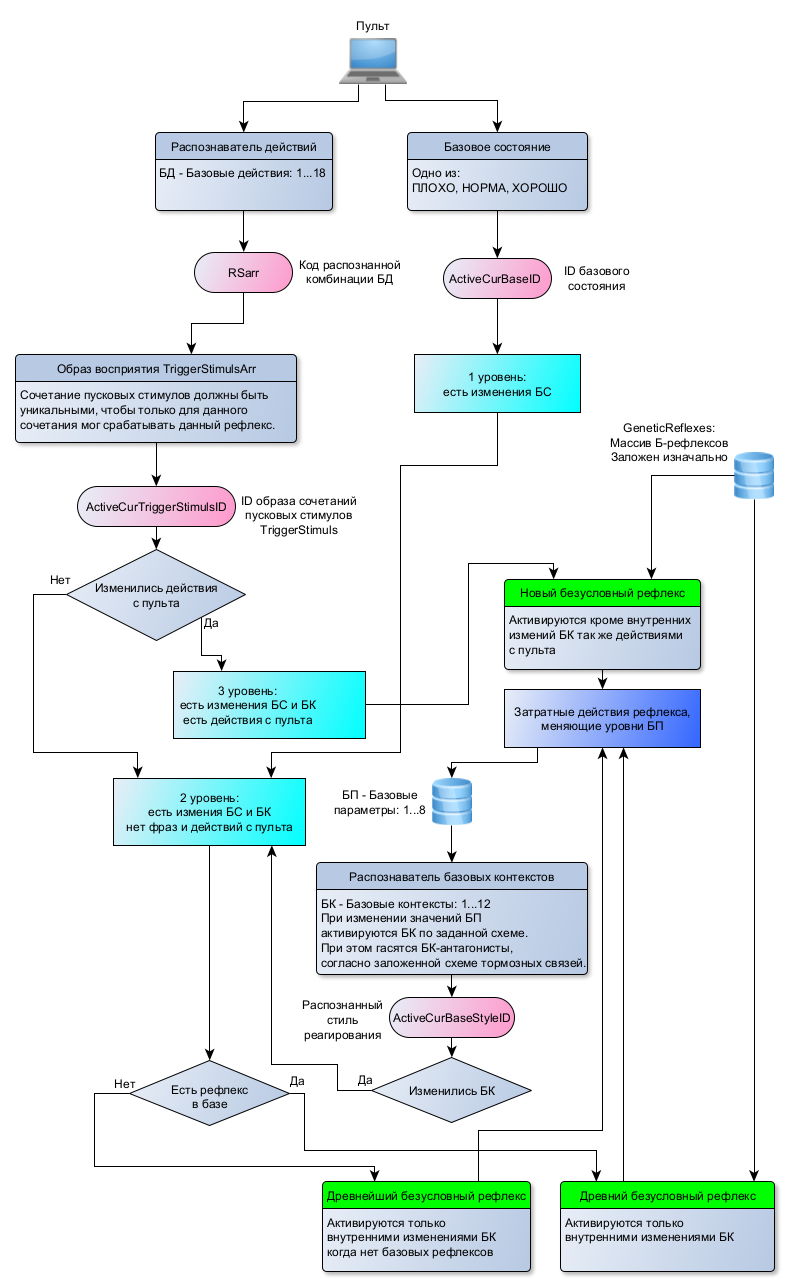 Пульт
Распознаватель действий
БД - Базовые действия: 1...18
Базовое состояние
Одно из:
ПЛОХО, НОРМА, ХОРОШО
RSarr
Код распознанной
комбинации БД
ActiveCurBaseID
ID базового
состояния
Образ восприятия TriggerStimulsArr
Сочетание пусковых стимулов должны быть
уникальными, чтобы только для данного
сочетания мог срабатывать данный рефлекс.
1 уровень:
есть изменения БС
GeneticReflexes:
Массив Б-рефлексов
Заложен изначально
ActiveCurTriggerStimulsID
ID образа сочетаний
пусковых стимулов
TriggerStimuls
Нет
Изменились действия
с пульта
Да
Новый безусловный рефлекс
Активируются кроме внутренних
измений БК так же действиями
с пульта
3 уровень:
есть изменения БС и БК
есть действия с пульта
Затратные действия рефлекса,
меняющие уровни БП
2 уровень:
есть измения БС и БК
нет фраз и действий с пульта
БП - Базовые
параметры: 1...8
Распознаватель базовых контекстов
БК - Базовые контексты: 1...12
При изменении значений БП
активируются БК по заданной схеме.
При этом гасятся БК-антагонисты,
согласно заложенной схеме тормозных связей.
Распознанный
стиль
реагирования
ActiveCurBaseStyleID
Нет
Есть рефлекс
в базе
Да
Да
Изменились БК
Древнейший безусловный рефлекс
Активируются только
внутренними изменениями БК
когда нет базовых рефлексов
Древний безусловный рефлекс
Активируются только
внутренними изменениями БК